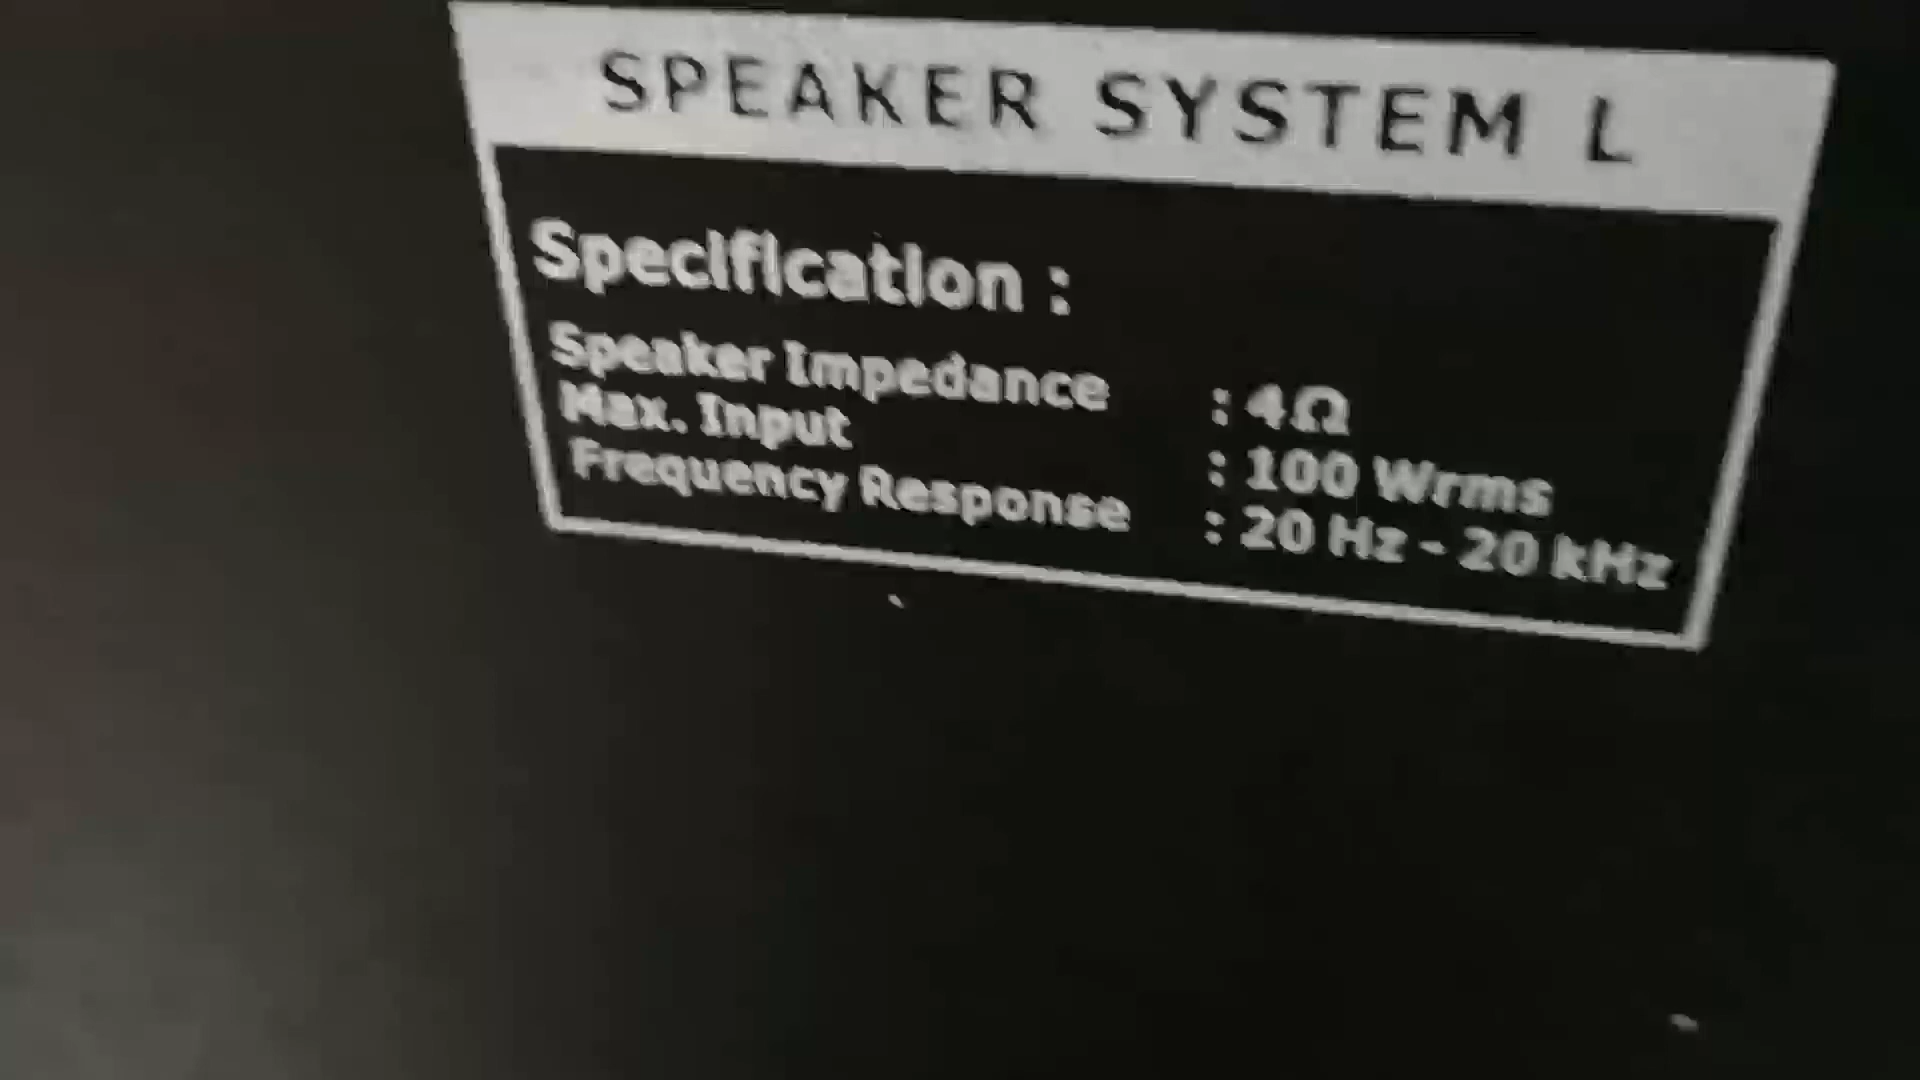 SPEAKER SYSTEM L
Specification :
Speaker Impedance : 4Ω
Max. Input : 100 Wrms
Frequency Response : 20 Hz - 20 kHz